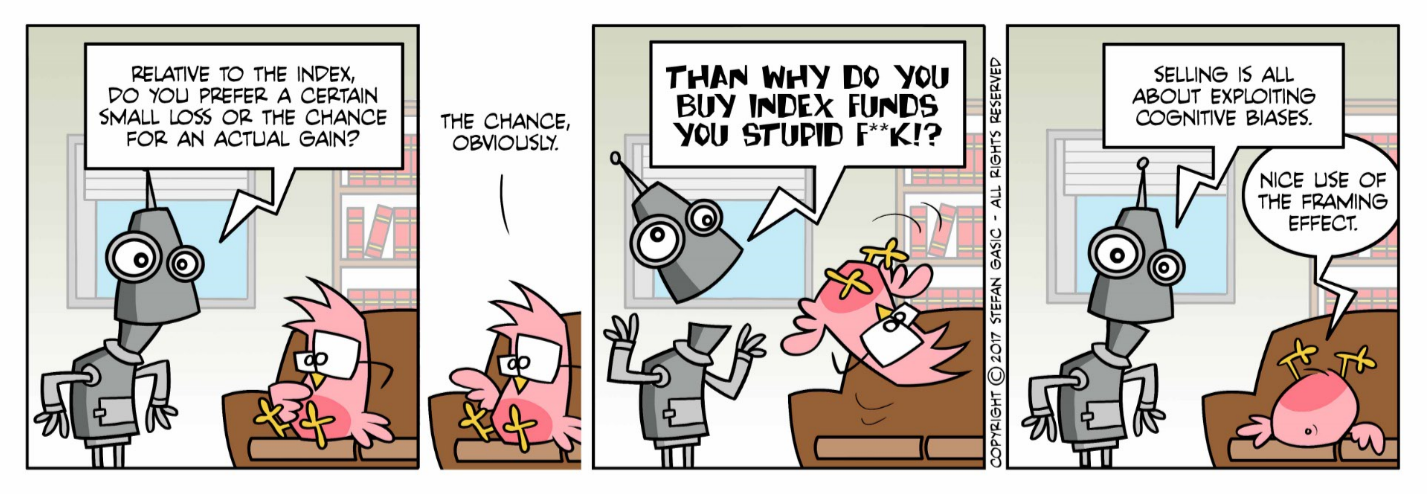 RELATIVE TO THE INDEX,
DO YOU PREFER A CERTAIN
SMALL LOSS OR THE CHANCE
FOR AN ACTUAL GAIN?
THE CHANCE,
OBVIOUSLY.
THAN WHY DO YOU
BUY INDEX FUNDS
YOU STUPID F**K!?
COPYRIGHT © 2017 STEFAN GASIC - ALL RIGHTS RESERVED
SELLING IS ALL
ABOUT EXPLOITING
COGNITIVE BIASES.
NICE USE OF
THE FRAMING
EFFECT.